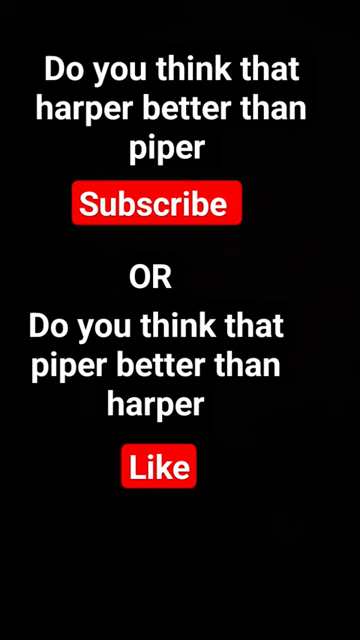 Do you think that
harper better than
piper
Subscribe
OR
Do you think that
piper better than
harper
Like